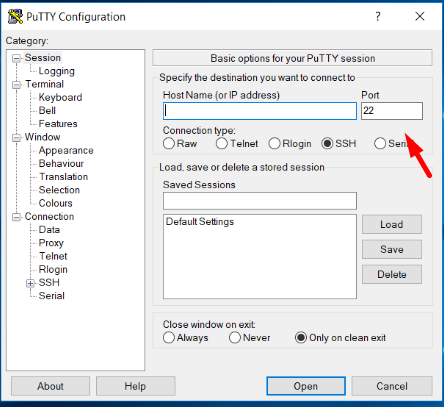 PuTTY Configuration
?
Category:
Session
Logging
Terminal
Keyboard
Bell
Features
Window
Appearance
Behaviour
Translation
Selection
Colours
Connection
Data
Proxy
Telnet
Rlogin
SSH
Serial
Basic options for your PuTTY session
Specify the destination you want to connect to
Host Name (or IP address) Port
22
Connection type:
Raw Telnet Rlogin SSH Serial
Load, save or delete a stored session
Saved Sessions
Default Settings
Load
Save
Delete
Close window on exit:
Always Never Only on clean exit
About Help Open Cancel